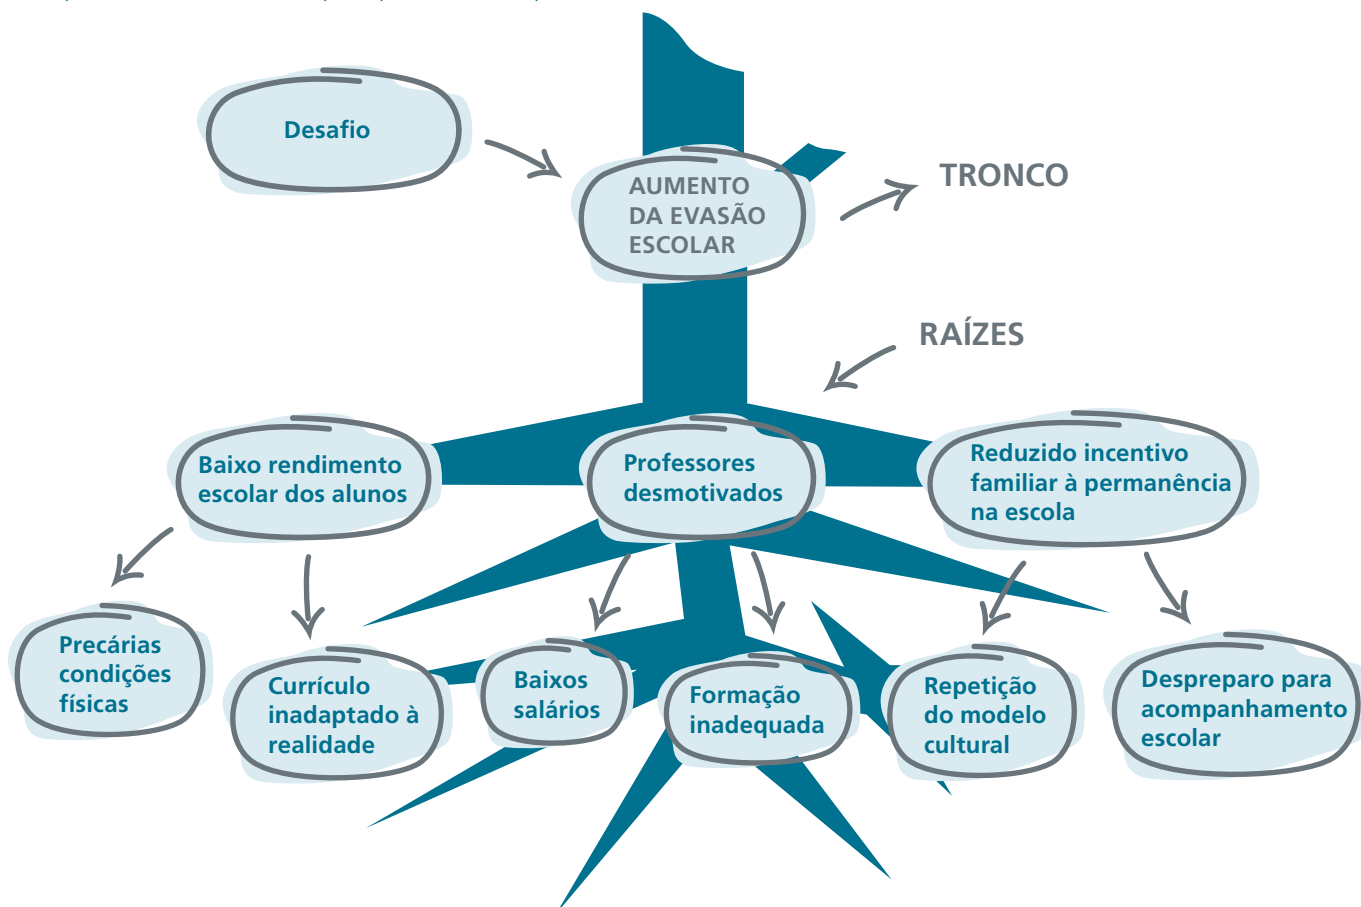 Desafio
AUMENTO
DA EVASÃO
ESCOLAR
TRONCO
RAÍZES
Baixo rendimento
escolar dos alunos
Professores
desmotivados
Reduzido incentivo
familiar à permanência
na escola
Precárias
condições
físicas
Currículo
inadaptado à
realidade
Baixos
salários
Formação
inadequada
Repetição
do modelo
cultural
Despreparo para
acompanhamento
escolar